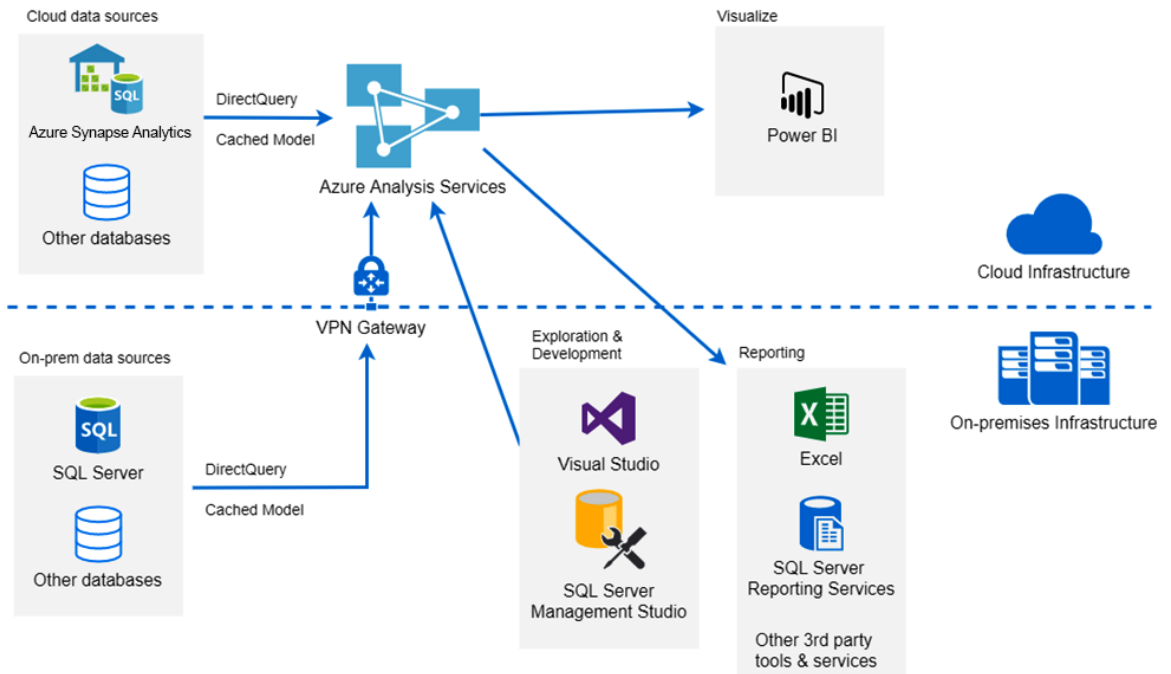 Cloud data sources
SQL
Azure Synapse Analytics
Other databases
DirectQuery
Cached Model
Azure Analysis Services
Visualize
Power BI
Cloud Infrastructure
VPN Gateway
On-prem data sources
SQL
SQL Server
Other databases
DirectQuery
Cached Model
Exploration &
Development
Visual Studio
SQL Server
Management Studio
Reporting
X
Excel
SQL Server
Reporting Services
Other 3rd party
tools & services
On-premises Infrastructure